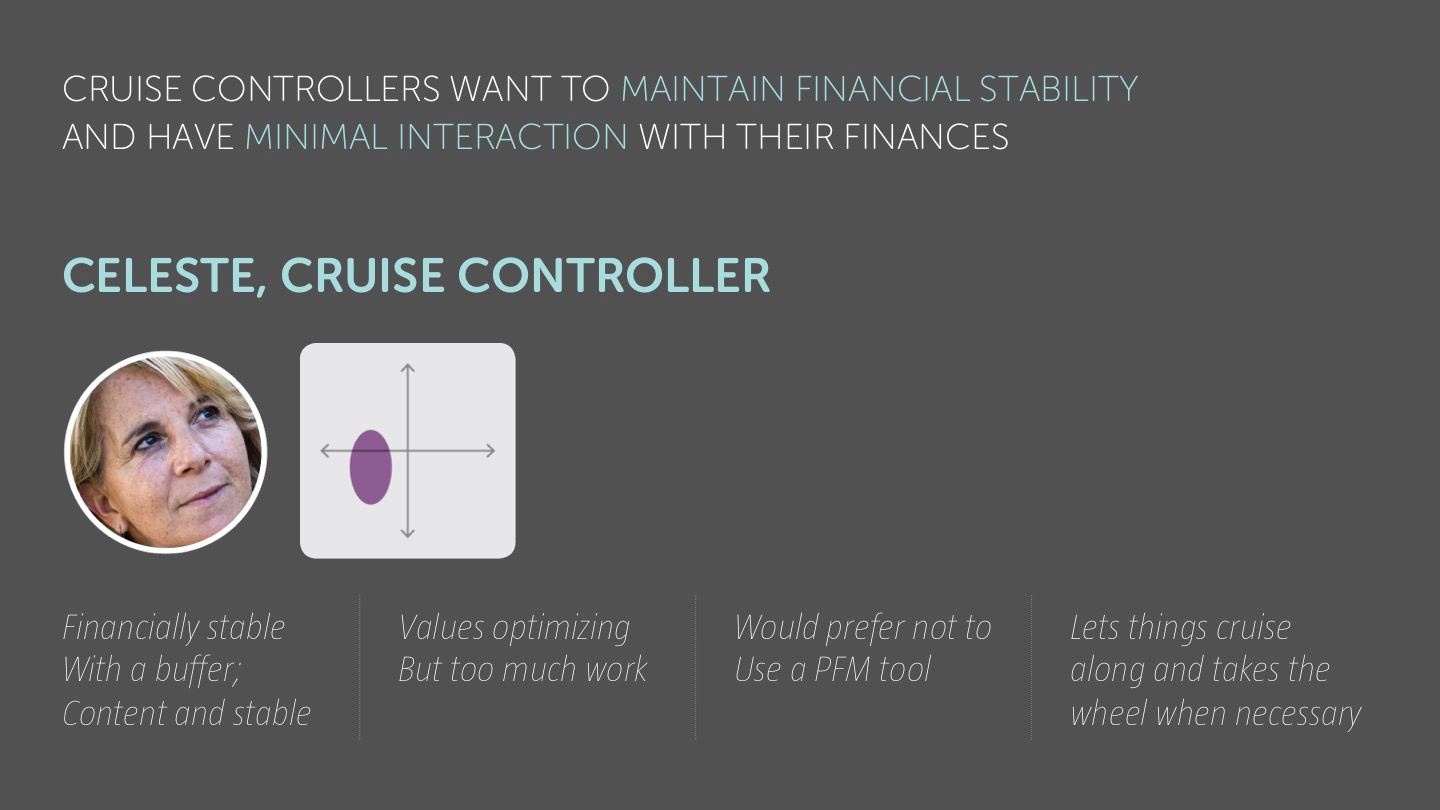 CRUISE CONTROLLERS WANT TO MAINTAIN FINANCIAL STABILITY
AND HAVE MINIMAL INTERACTION WITH THEIR FINANCES
CELESTE, CRUISE CONTROLLER
Financially stable
With a buffer;
Content and stable
Values optimizing
But too much work
Would prefer not to
Use a PFM tool
Lets things cruise
along and takes the
wheel when necessary